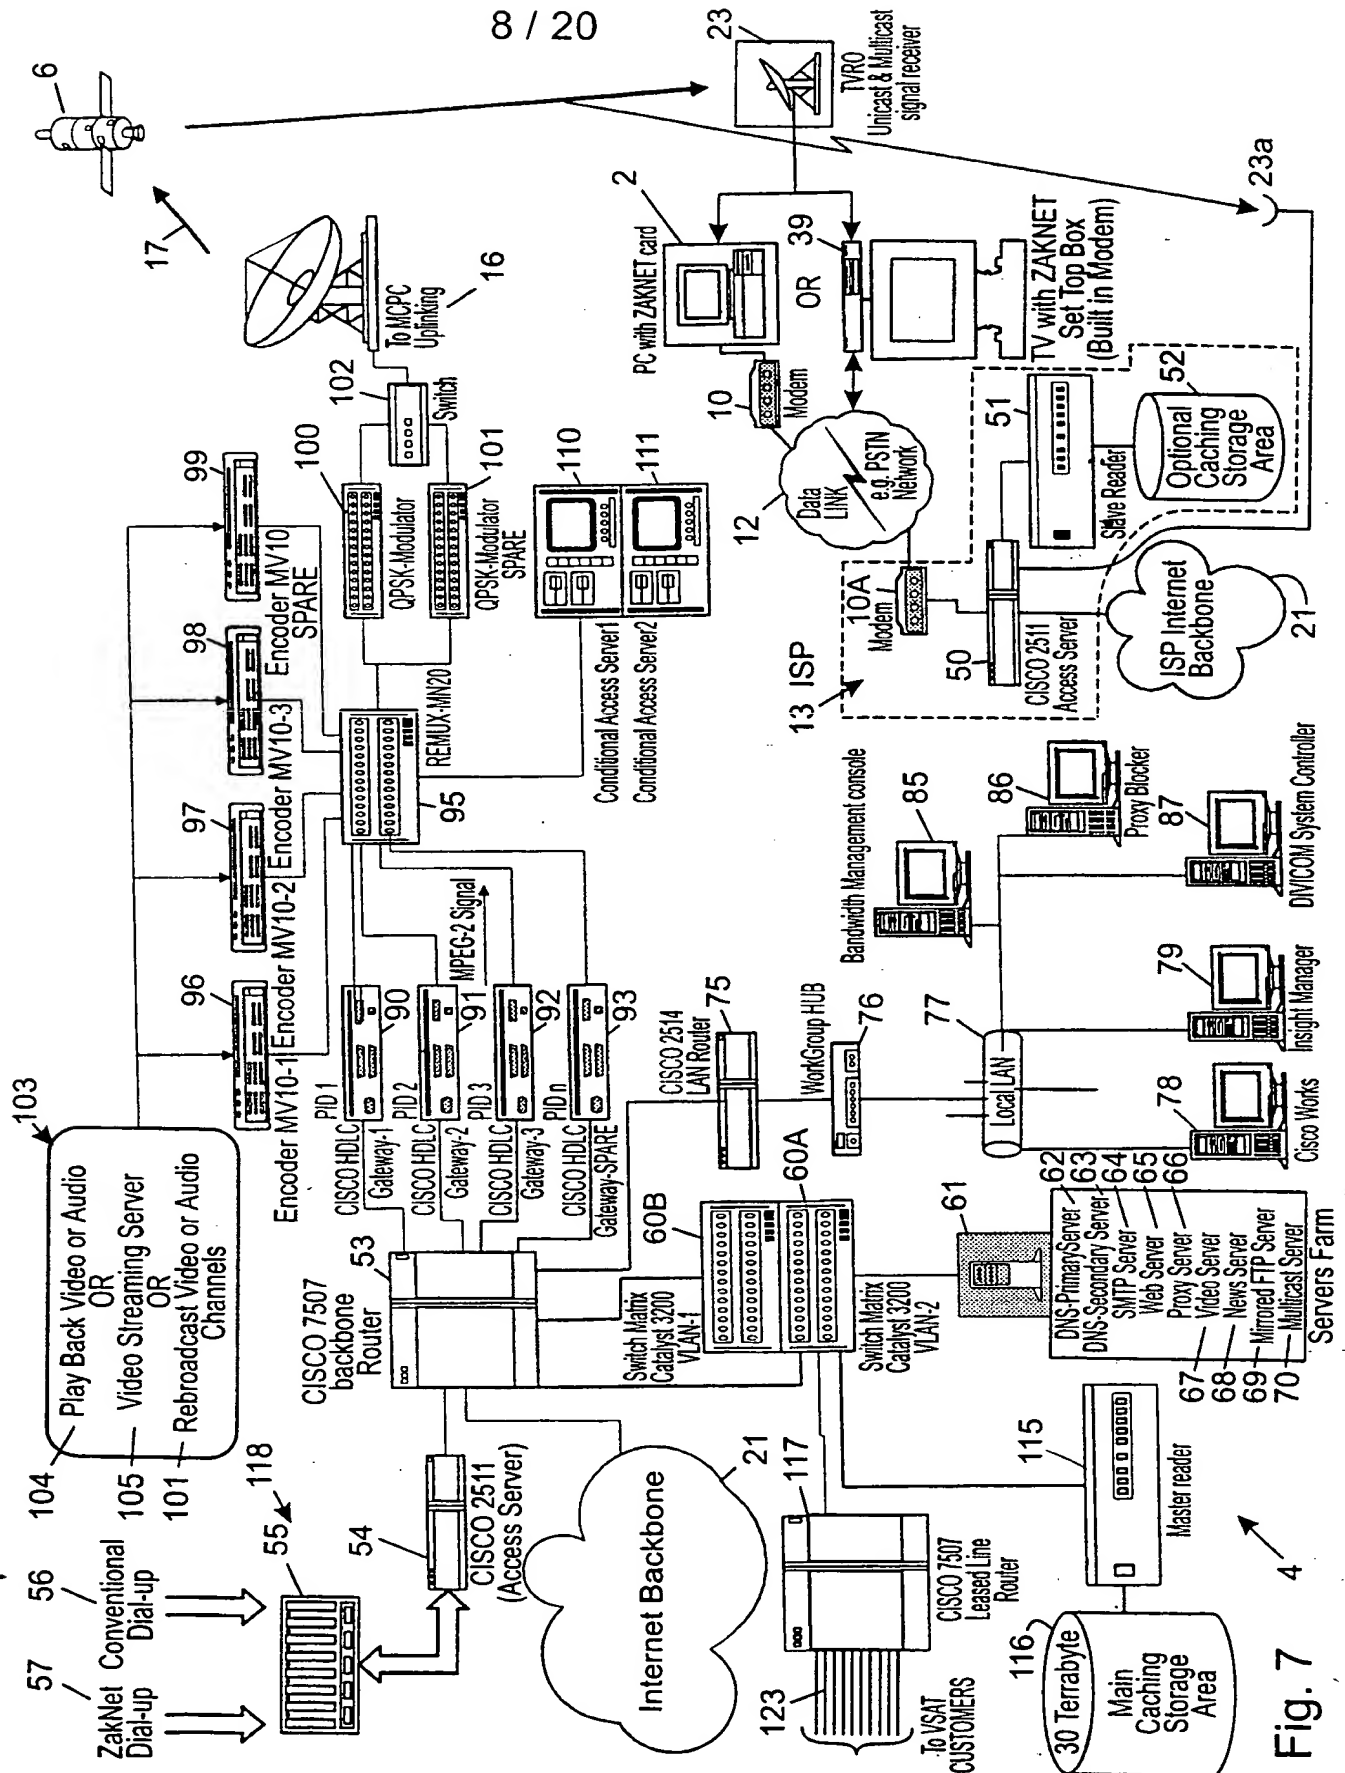 8 / 20
57
ZakNet
Dial-up
56
Conventional
Dial-up
55
118
54
CISCO 2511
(Access Server)
103
104
Play Back Video or Audio
OR
105
Video Streaming Server
OR
101
Rebroadcast Video or Audio
Channels
96
Encoder MV10-1
97
Encoder MV10-2
98
Encoder MV10-3
99
Encoder MV10
SPARE
17
6
To MCPC
Uplinking
16
102
Switch
100
QPSK-Modulator
101
QPSK-Modulator
SPARE
REMUX-MN20
95
110
111
Conditional Access Server1
Conditional Access Server2
CISCO 7507
backbone
Router
53
CISCO HDLC
Gateway-1
PID 1
90
CISCO HDLC
Gateway-2
PID 2
91
CISCO HDLC
Gateway-3
PID 3
92
CISCO HDLC
Gateway-SPARE
PID n
93
MPEG-2 Signal
Internet Backbone
21
Switch Matrix
Catalyst 3200
VLAN-1
60B
60A
Switch Matrix
Catalyst 3200
VLAN-2
CISCO 2514
LAN Router
75
WorkGroup HUB
76
77
Local LAN
Bandwidth Management console
85
86
Proxy Blocker
87
DIVICOM System Controller
79
Insight Manager
78
Cisco Works
61
DNS-PrimaryServer
62
DNS-Secondary Server
63
SMTP Server
64
Web Server
65
Proxy Server
66
67
Video Server
68
News Server
69
Mirrored FTP Server
70
Multicast Server
Servers Farm
117
CISCO 7507
Leased Line
Router
123
To VSAT
CUSTOMERS
115
Master reader
116
30 Terrabyte
Main
Caching
Storage
Area
4
23
TVRO
Unicast & Multicast
signal receiver
23a
2
PC with ZAKNET card
OR
39
TV with ZAKNET
Set Top Box
(Built in Modem)
10
Modem
12
Data
LINK
e.g. PSTN
Network
13 ISP
10A
Modem
50
CISCO 2511
Access Server
51
Slave Reader
52
Optional
Caching
Storage
Area
ISP Internet
Backbone
21
Fig. 7